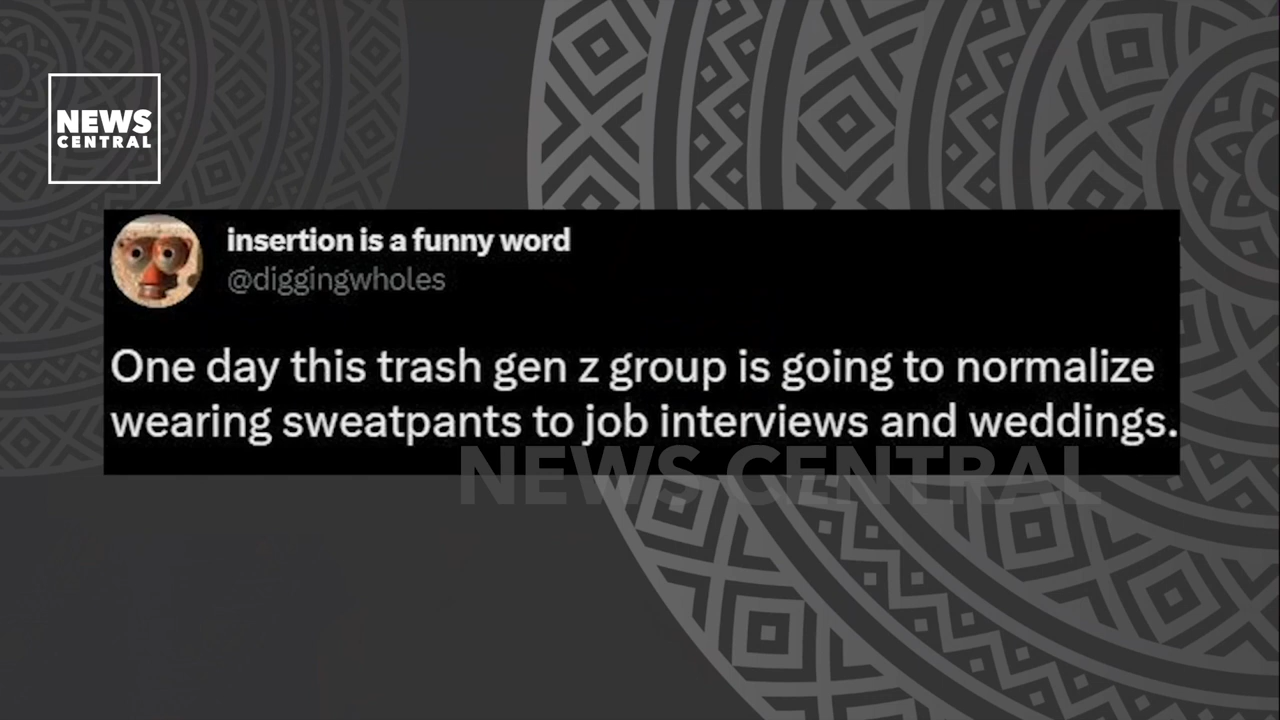 NEWS
CENTRAL
insertion is a funny word
@diggingwholes
One day this trash gen z group is going to normalize
wearing sweatpants to job interviews and weddings.
NEWS CENTRAL